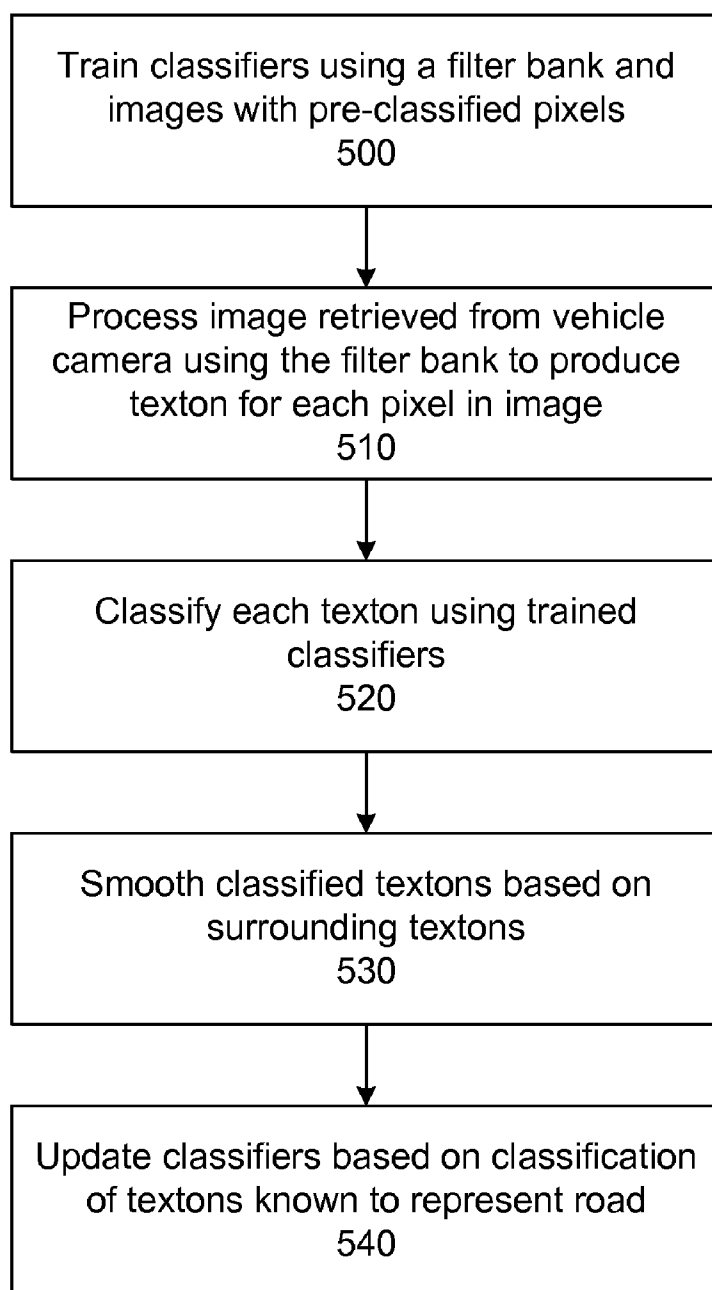 Train classifiers using a filter bank and
images with pre-classified pixels
500
Process image retrieved from vehicle
camera using the filter bank to produce
texton for each pixel in image
510
Classify each texton using trained
classifiers
520
Smooth classified textons based on
surrounding textons
530
Update classifiers based on classification
of textons known to represent road
540